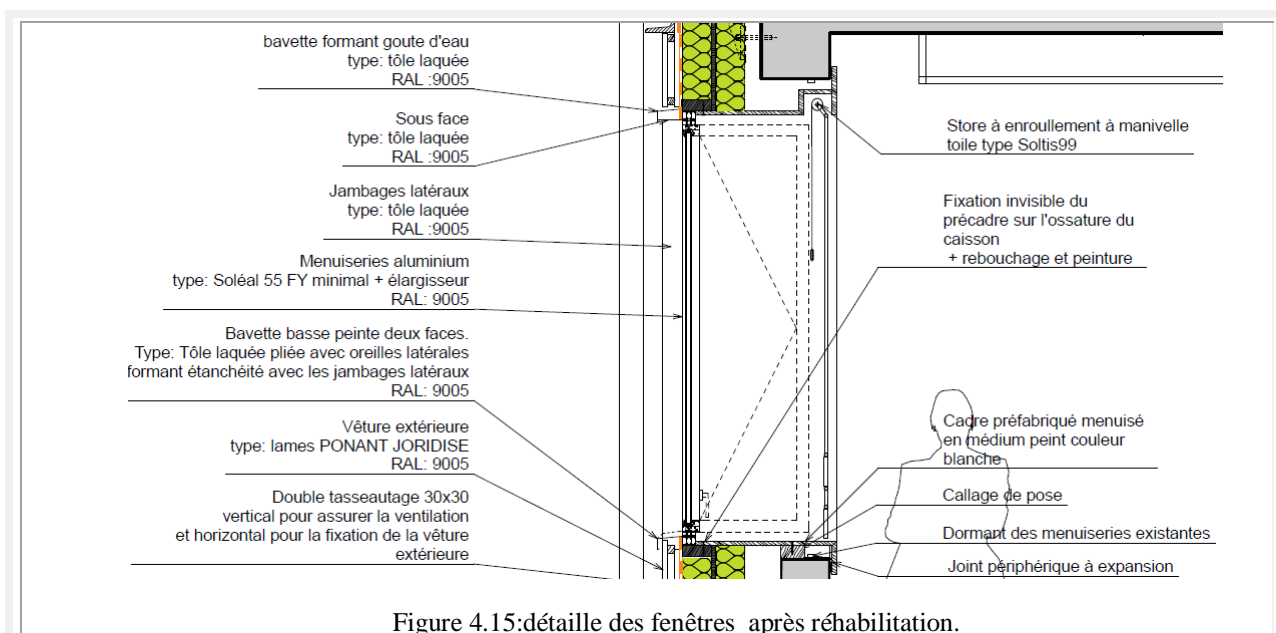 bavette formant goute d'eau
type: tôle laquée
RAL :9005
Sous face
type: tôle laquée
RAL :9005
Jambages latéraux
type: tôle laquée
RAL :9005
Menuiseries aluminium
type: Soléal 55 FY minimal + élargisseur
RAL: 9005
Bavette basse peinte deux faces.
Type: Tôle laquée pliée avec oreilles latérales
formant étanchéité avec les jambages latéraux
RAL: 9005
Vêture extérieure
type: lames PONANT JORIDISE
RAL: 9005
Double tasseautage 30x30
vertical pour assurer la ventilation
et horizontal pour la fixation de la vêture
extérieure
Store à enroullement à manivelle
toile type Soltis99
Fixation invisible du
précadre sur l'ossature du
caisson
+ rebouchage et peinture
Cadre préfabriqué menuisé
en médium peint couleur
blanche
Callage de pose
Dormant des menuiseries existantes
Joint périphérique à expansion
Figure 4.15:détaille des fenêtres après réhabilitation.